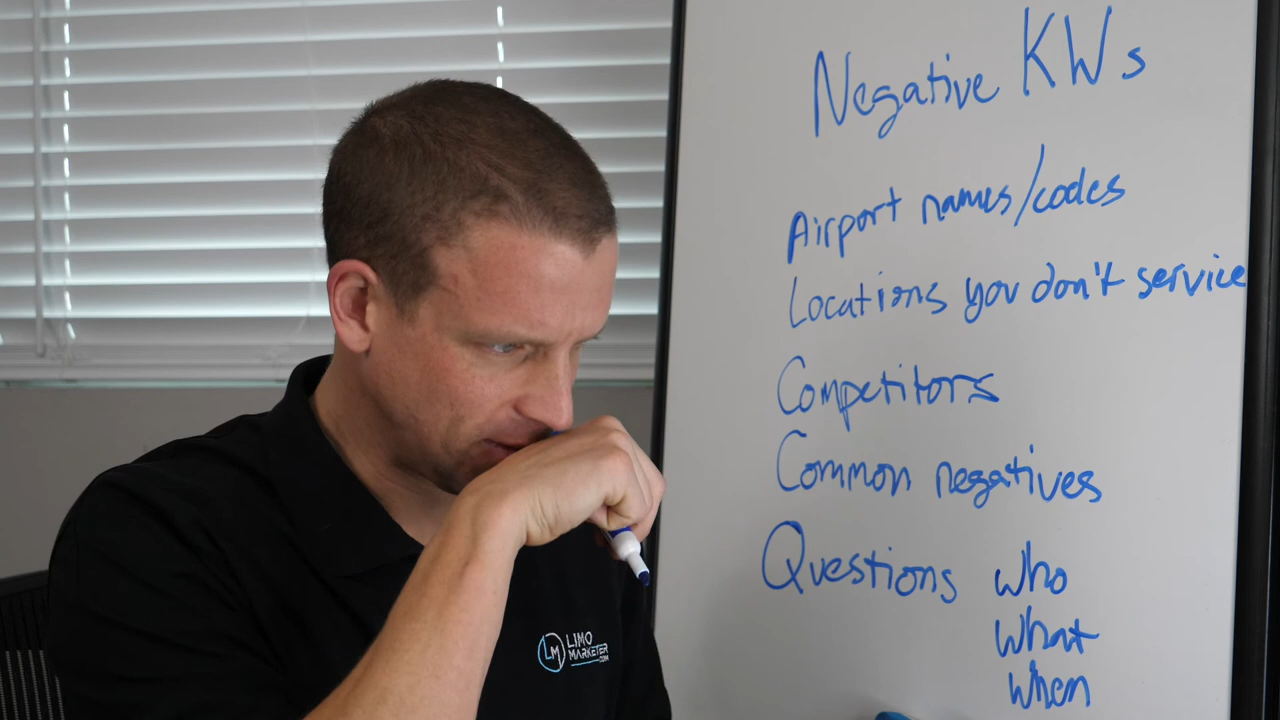 Negative KWs
Airport names/codes
Locations you don't service
Competitors
Common negatives
Questions who
what
when
LM LIMO
MARKETER
.COM